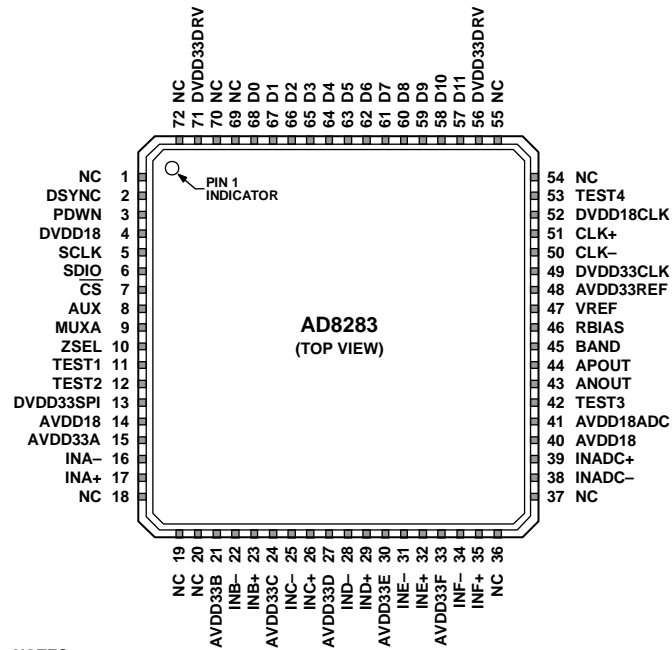 72 NC
71 DVDD33DRV
70 NC
69 NC
68 D0
67 D1
66 D2
65 D3
64 D4
63 D5
62 D6
61 D7
60 D8
59 D9
58 D10
57 D11
56 DVDD33DRV
55 NC
NC 1
DSYNC 2
PDWN 3
DVDD18 4
SCLK 5
SDIO 6
CS 7
AUX 8
MUXA 9
ZSEL 10
TEST1 11
TEST2 12
DVDD33SPI 13
AVDD18 14
AVDD33A 15
INA– 16
INA+ 17
NC 18
PIN 1
INDICATOR
AD8283
(TOP VIEW)
54 NC
53 TEST4
52 DVDD18CLK
51 CLK+
50 CLK–
49 DVDD33CLK
48 AVDD33REF
47 VREF
46 RBIAS
45 BAND
44 APOUT
43 ANOUT
42 TEST3
41 AVDD18ADC
40 AVDD18
39 INADC+
38 INADC–
37 NC
NC 19
NC 20
AVDD33B 21
INB– 22
INB+ 23
AVDD33C 24
INC– 25
INC+ 26
AVDD33D 27
IND– 28
IND+ 29
AVDD33E 30
INE– 31
INE+ 32
AVDD33F 33
INF– 34
INF+ 35
NC 36